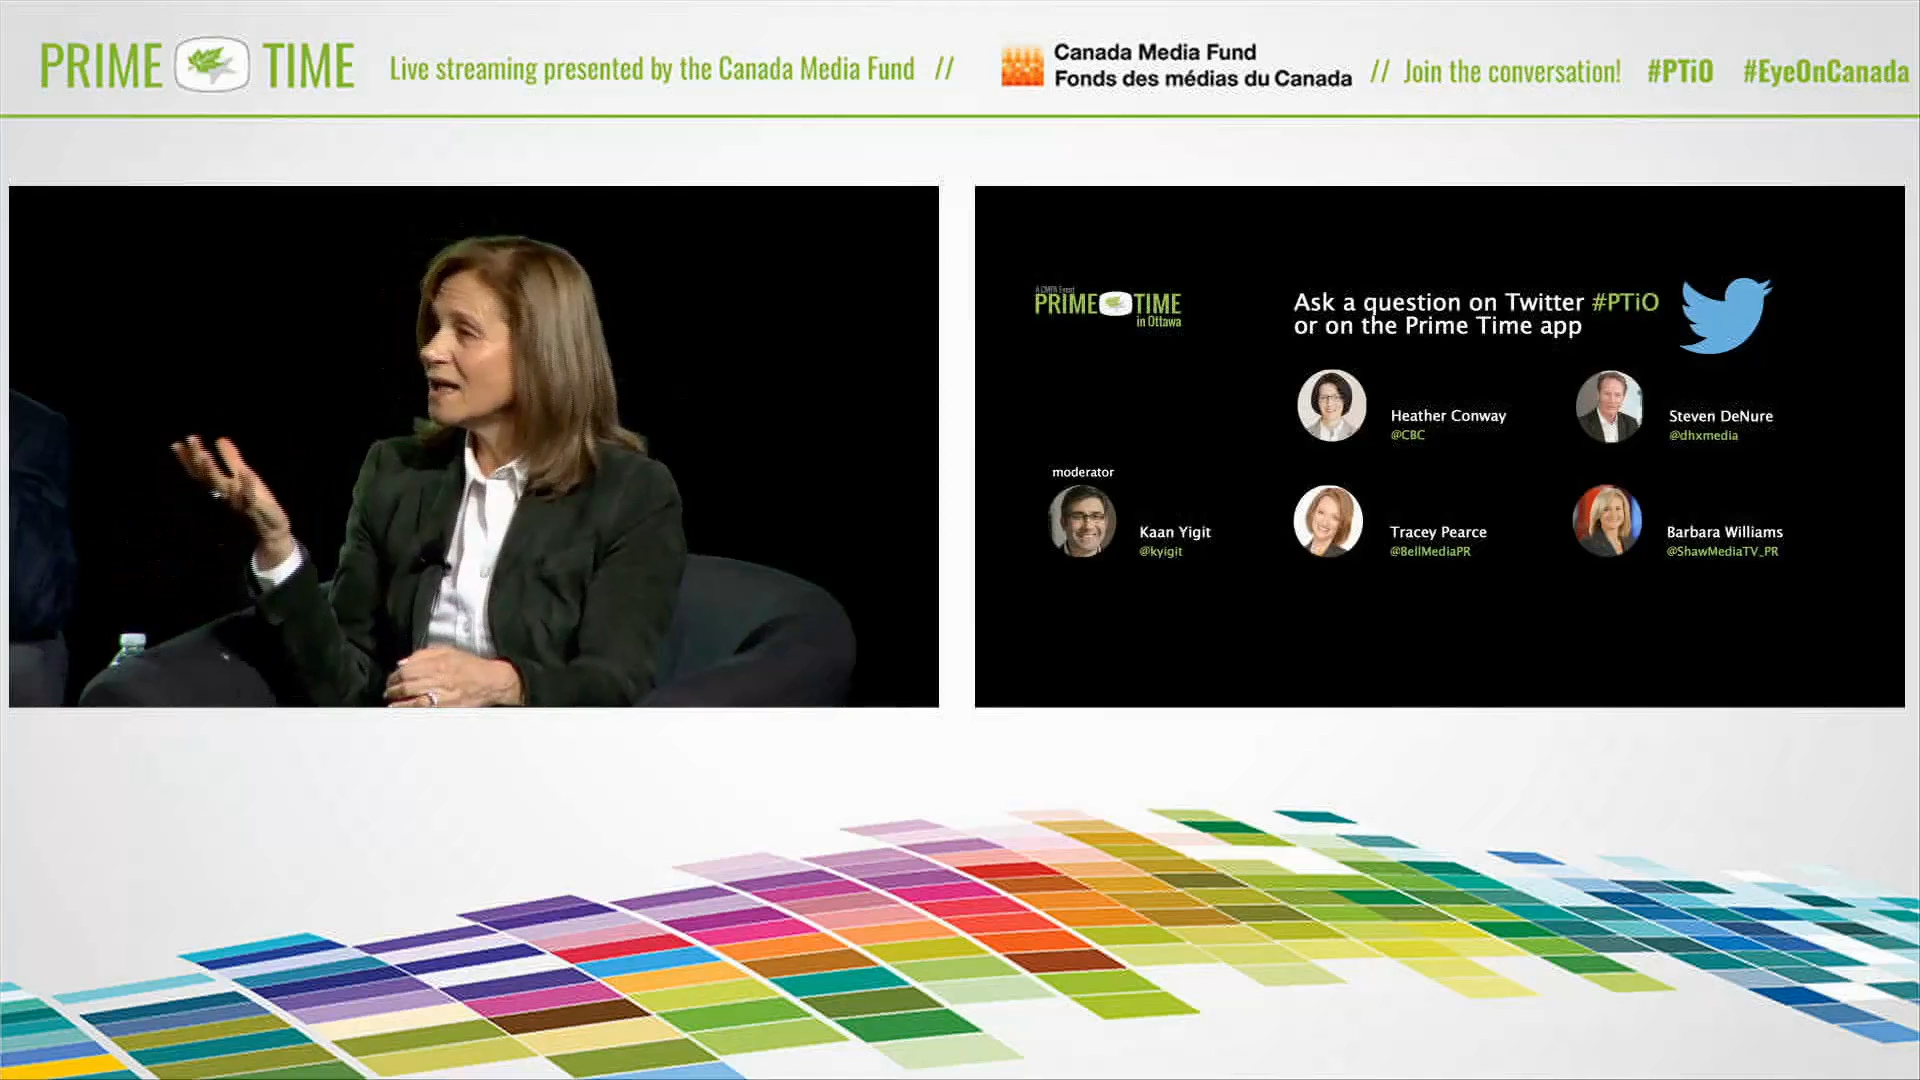 PRIME TIME
Live streaming presented by the Canada Media Fund //
Canada Media Fund
Fonds des médias du Canada
// Join the conversation! #PTiO #EyeOnCanada
A CMPA Event
PRIME TIME
in Ottawa
Ask a question on Twitter #PTiO
or on the Prime Time app
Heather Conway
@CBC
Steven DeNure
@dhxmedia
moderator
Kaan Yigit
@kyigit
Tracey Pearce
@BellMediaPR
Barbara Williams
@ShawMediaTV_PR